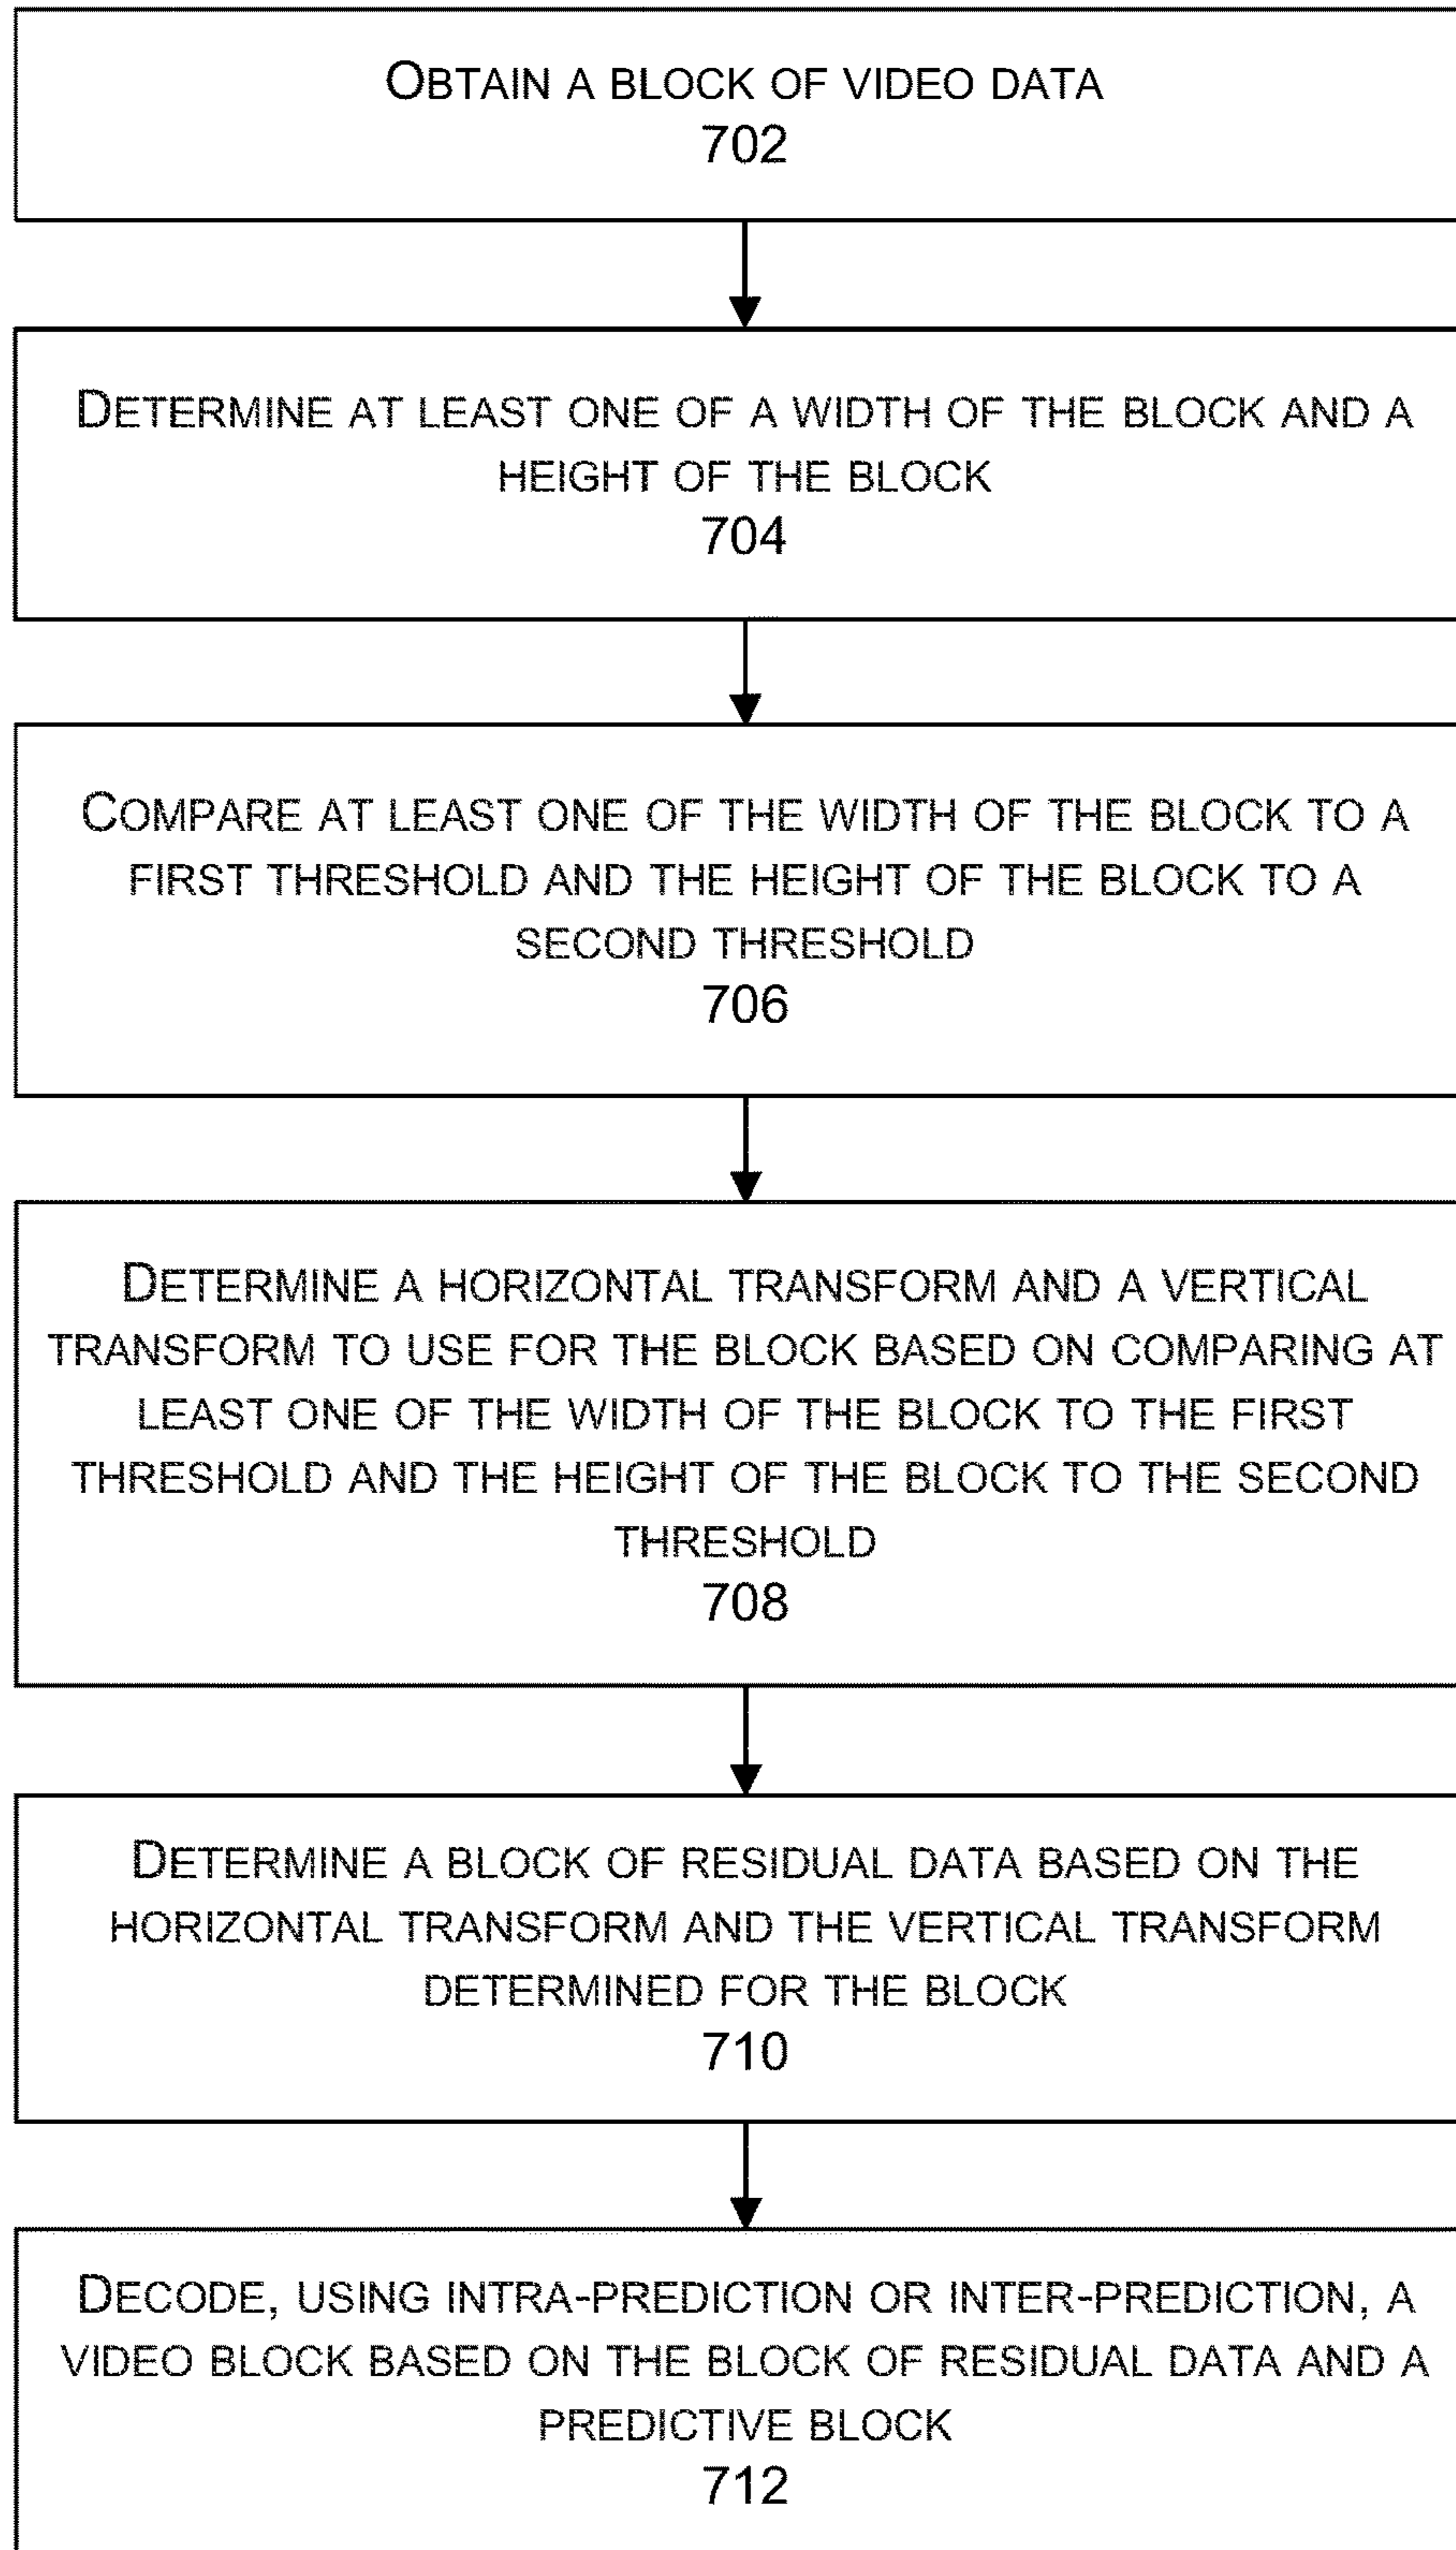 OBTAIN A BLOCK OF VIDEO DATA
702
DETERMINE AT LEAST ONE OF A WIDTH OF THE BLOCK AND A
HEIGHT OF THE BLOCK
704
COMPARE AT LEAST ONE OF THE WIDTH OF THE BLOCK TO A
FIRST THRESHOLD AND THE HEIGHT OF THE BLOCK TO A
SECOND THRESHOLD
706
DETERMINE A HORIZONTAL TRANSFORM AND A VERTICAL
TRANSFORM TO USE FOR THE BLOCK BASED ON COMPARING AT
LEAST ONE OF THE WIDTH OF THE BLOCK TO THE FIRST
THRESHOLD AND THE HEIGHT OF THE BLOCK TO THE SECOND
THRESHOLD
708
DETERMINE A BLOCK OF RESIDUAL DATA BASED ON THE
HORIZONTAL TRANSFORM AND THE VERTICAL TRANSFORM
DETERMINED FOR THE BLOCK
710
DECODE, USING INTRA-PREDICTION OR INTER-PREDICTION, A
VIDEO BLOCK BASED ON THE BLOCK OF RESIDUAL DATA AND A
PREDICTIVE BLOCK
712